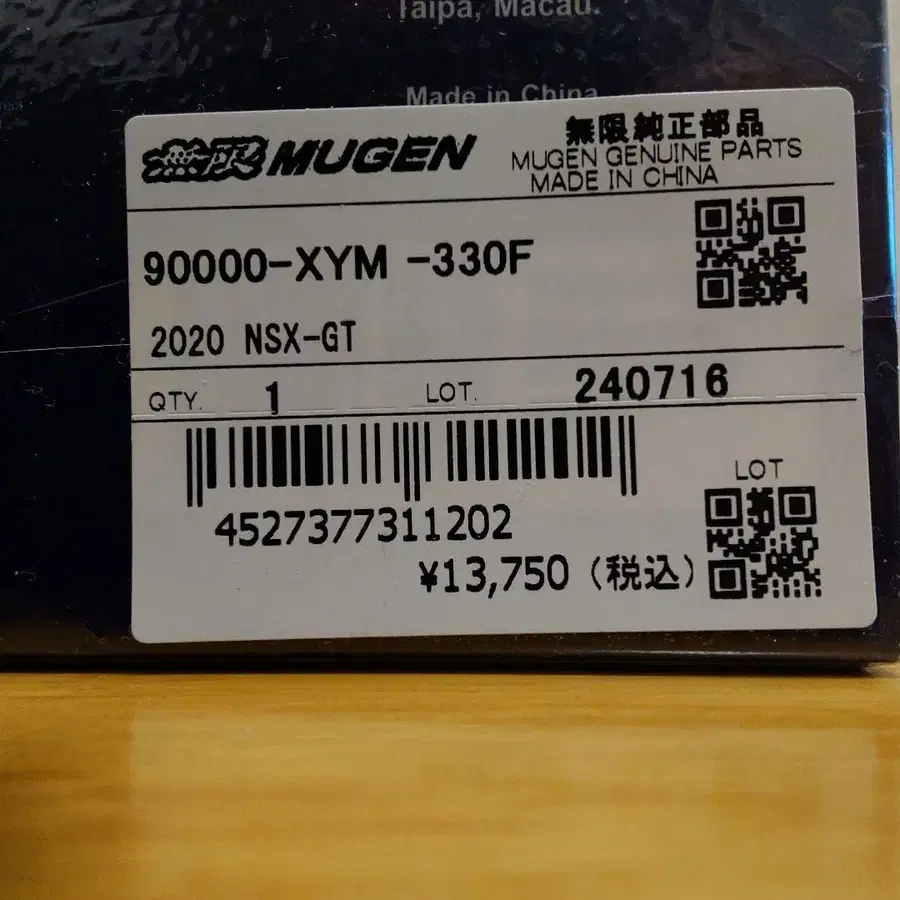 Taipa, Macau.
Made in China
無限 MUGEN
無限純正部品
MUGEN GENUINE PARTS
MADE IN CHINA
90000-XYM -330F
2020 NSX-GT
QTY. 1 LOT. 240716
LOT
4527377311202
¥13,750 (税込)